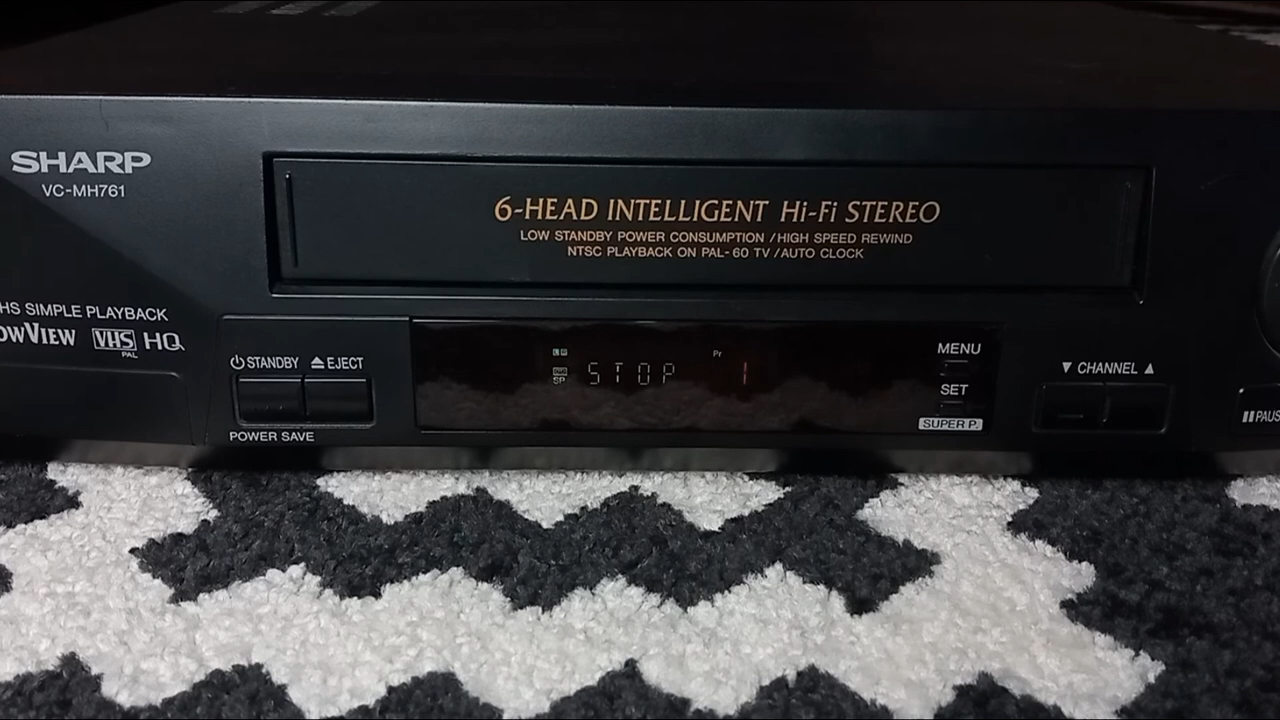 SHARP
VC-MH761
6-HEAD INTELLIGENT Hi-Fi STEREO
LOW STANDBY POWER CONSUMPTION / HIGH SPEED REWIND
NTSC PLAYBACK ON PAL-60 TV / AUTO CLOCK
HS SIMPLE PLAYBACK
OWVIEW VHS HQ
PAL
STANDBY EJECT
POWER SAVE
Pr
SP STOP 1
MENU
SET
SUPER P.
▼ CHANNEL ▲
PAUS